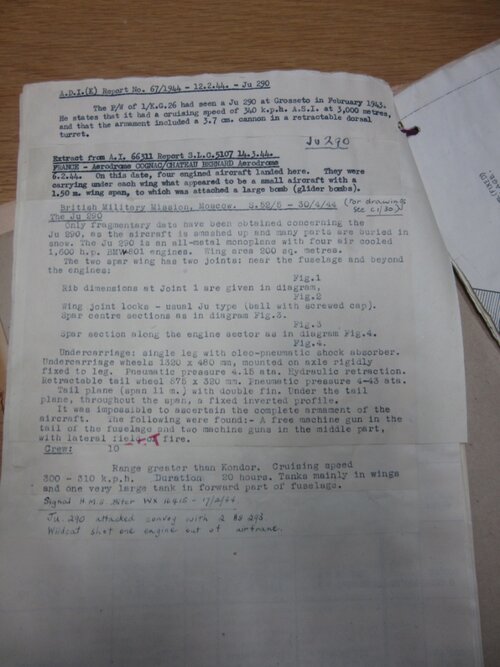 A.D.I.(K) Report No. 67/1944 - 12.2.44. - Ju 290
The P/W of 1/K.G.26 had seen a Ju 290 at Grosseto in February 1943.
He states that it had a cruising speed of 340 k.p.h. A.S.I. at 3,000 metres,
and that the armament included a 3.7 cm. cannon in a retractable dorsal
turret.
Ju 290
Extract from A.I. 66311 Report S.L.G.5107 14.3.44.
FRANCE - Aerodrome COGNAC/CHATEAU BERNARD Aerodrome
6.2.44. On this date, four engined aircraft landed here. They were
carrying under each wing what appeared to be a small aircraft with a
1.50 m. wing span, to which was attached a large bomb (glider bombs).
British Military Mission, Moscow. S.52/5 - 30/4/44 (For drawings
see C1/30.)
The Ju 290
Only fragmentary data have been obtained concerning the
Ju 290, as the aircraft is smashed up and many parts are buried in
snow. The Ju 290 is an all-metal monoplane with four air cooled
1,600 h.p. BMW801 engines. Wing area 200 sq. metres.
The two spar wing has two joints: near the fuselage and beyond
the engines:
Fig.1
Rib dimensions at Joint 1 are given in diagram,
Fig.2
Wing joint locks - usual Ju type (ball with screwed cap).
Spar centre sections as in diagram Fig.3.
Fig.3
Spar section along the engine sector as in diagram Fig.4.
Fig.4.
Undercarriage: single leg with oleo-pneumatic shock absorber.
Undercarriage wheels 1320 x 480 mm, mounted on axle rigidly
fixed to leg. Pneumatic pressure 4.15 ata. Hydraulic retraction.
Retractable tail wheel 875 x 320 mm. Pneumatic pressure 4-43 ata.
Tail plane (span 11 m.) with double fin. Under the tail
plane, throughout the span, a fixed inverted profile.
It was impossible to ascertain the complete armament of the
aircraft. The following were found:- A free machine gun in the
tail of the fuselage and two machine guns in the middle part,
with lateral field of fire.
Crew: 10
Range greater than Kondor. Cruising speed
300 - 310 k.p.h. Duration 20 hours. Tanks mainly in wings
and one very large tank in forward part of fuselage.
Signal H.M.S. Biter WX 16415 - 17/2/44
Ju. 290 attacked convoy with 2 HS 293
Wildcat shot one engine out of airframe.